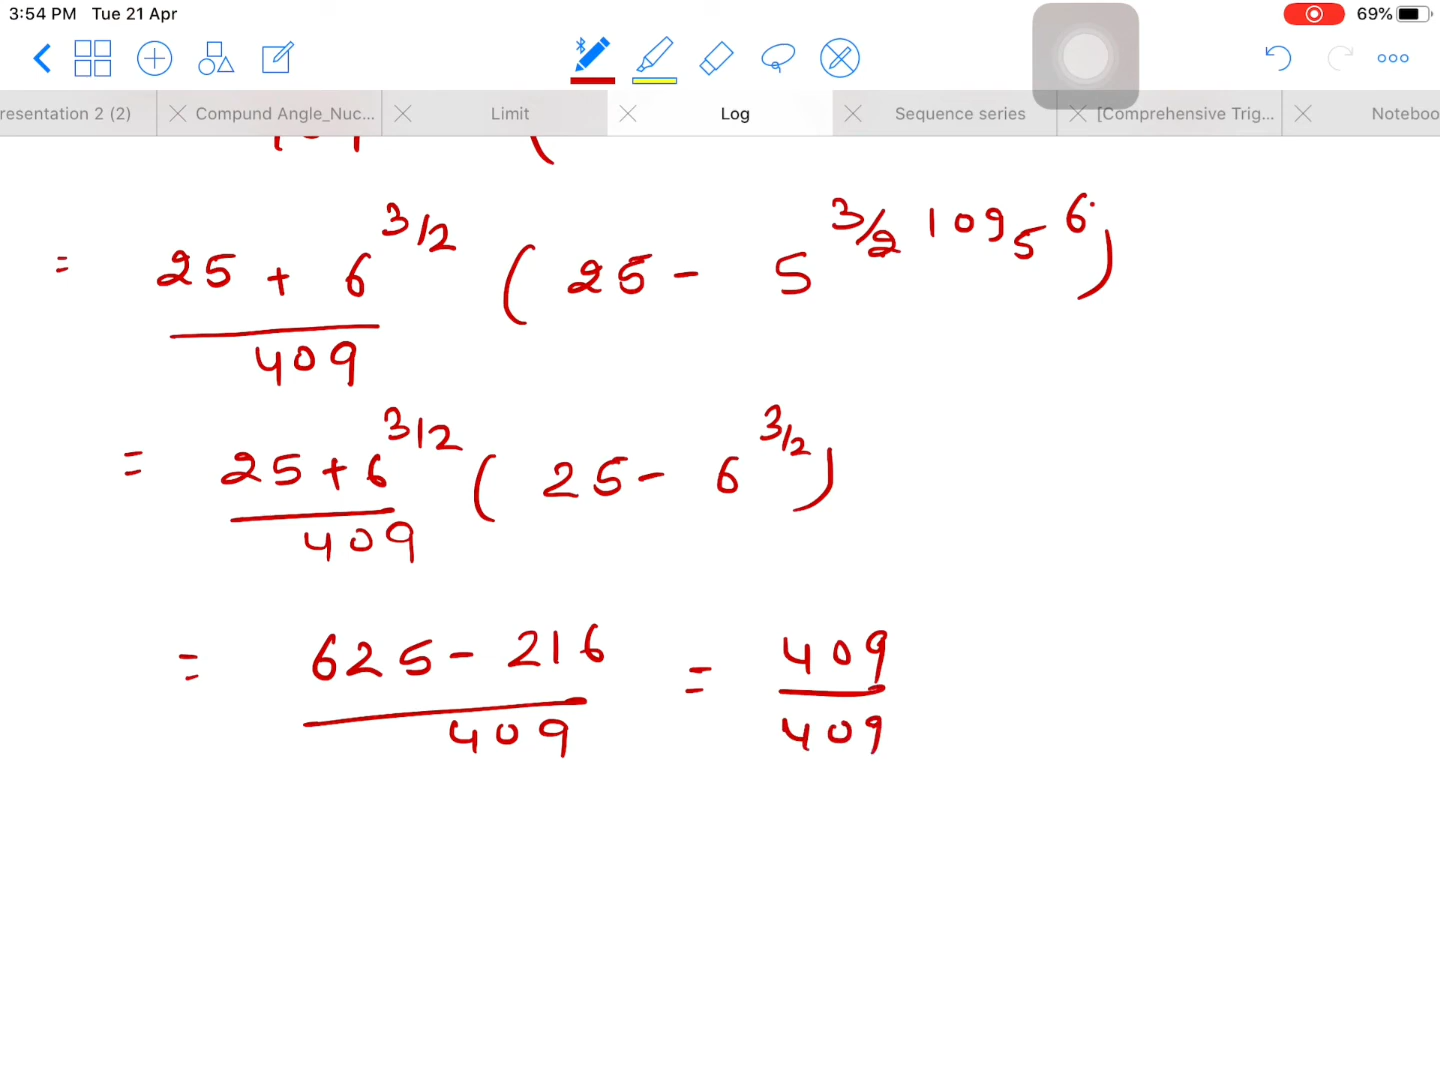 3:54 PM Tue 21 Apr 69%
resentation 2 (2) Compund Angle_Nuc... Limit Log Sequence series [Comprehensive Trig... Noteboo
= 25 + 6^3/2 / 409 ( 25 - 5^3/2 log_5 6 )
= 25 + 6^3/2 / 409 ( 25 - 6^3/2 )
= 625 - 216 / 409 = 409 / 409